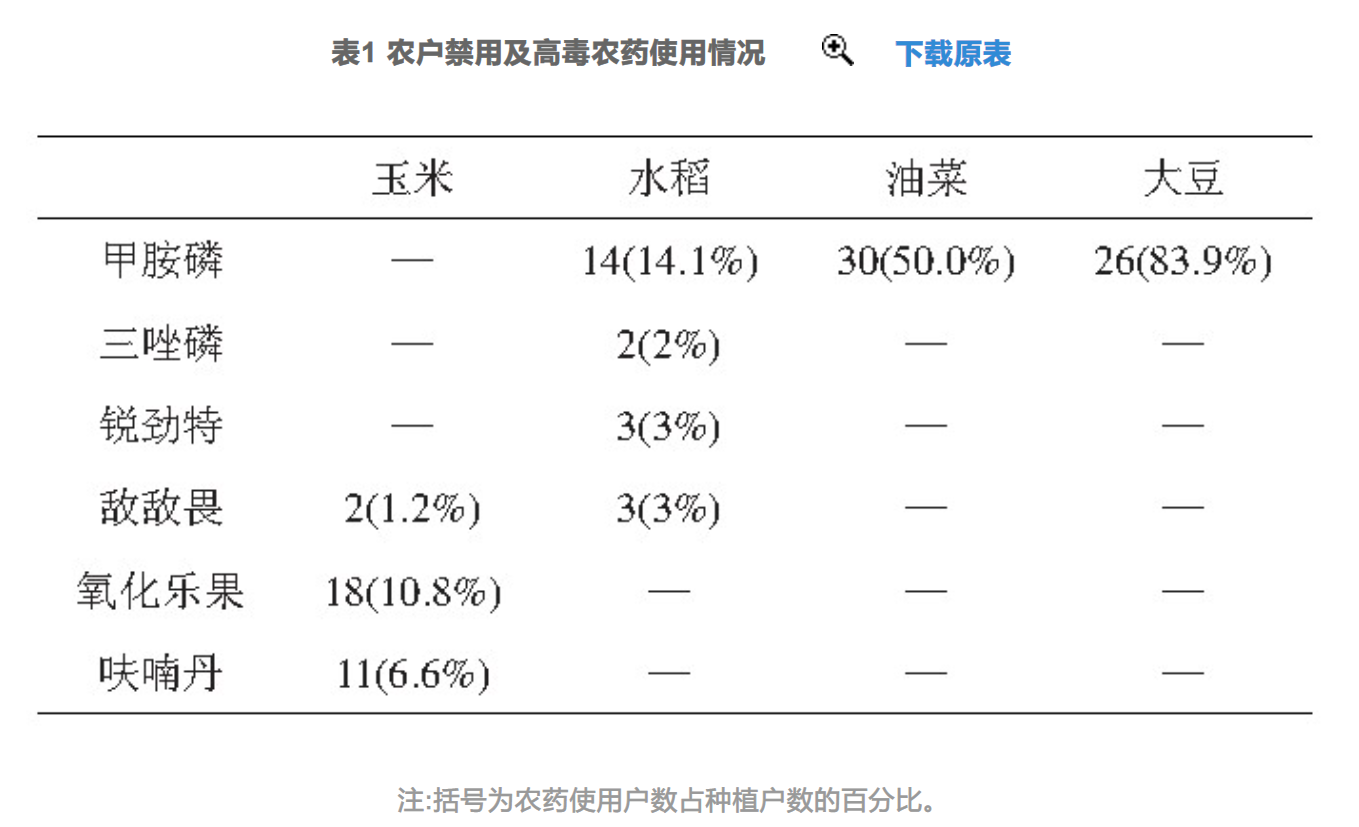 表1 农户禁用及高毒农药使用情况 下载原表
玉米 水稻 油菜 大豆
甲胺磷 — 14(14.1%) 30(50.0%) 26(83.9%)
三唑磷 — 2(2%) — —
锐劲特 — 3(3%) — —
敌敌畏 2(1.2%) 3(3%) — —
氧化乐果 18(10.8%) — — —
呋喃丹 11(6.6%) — — —
注:括号为农药使用户数占种植户数的百分比。